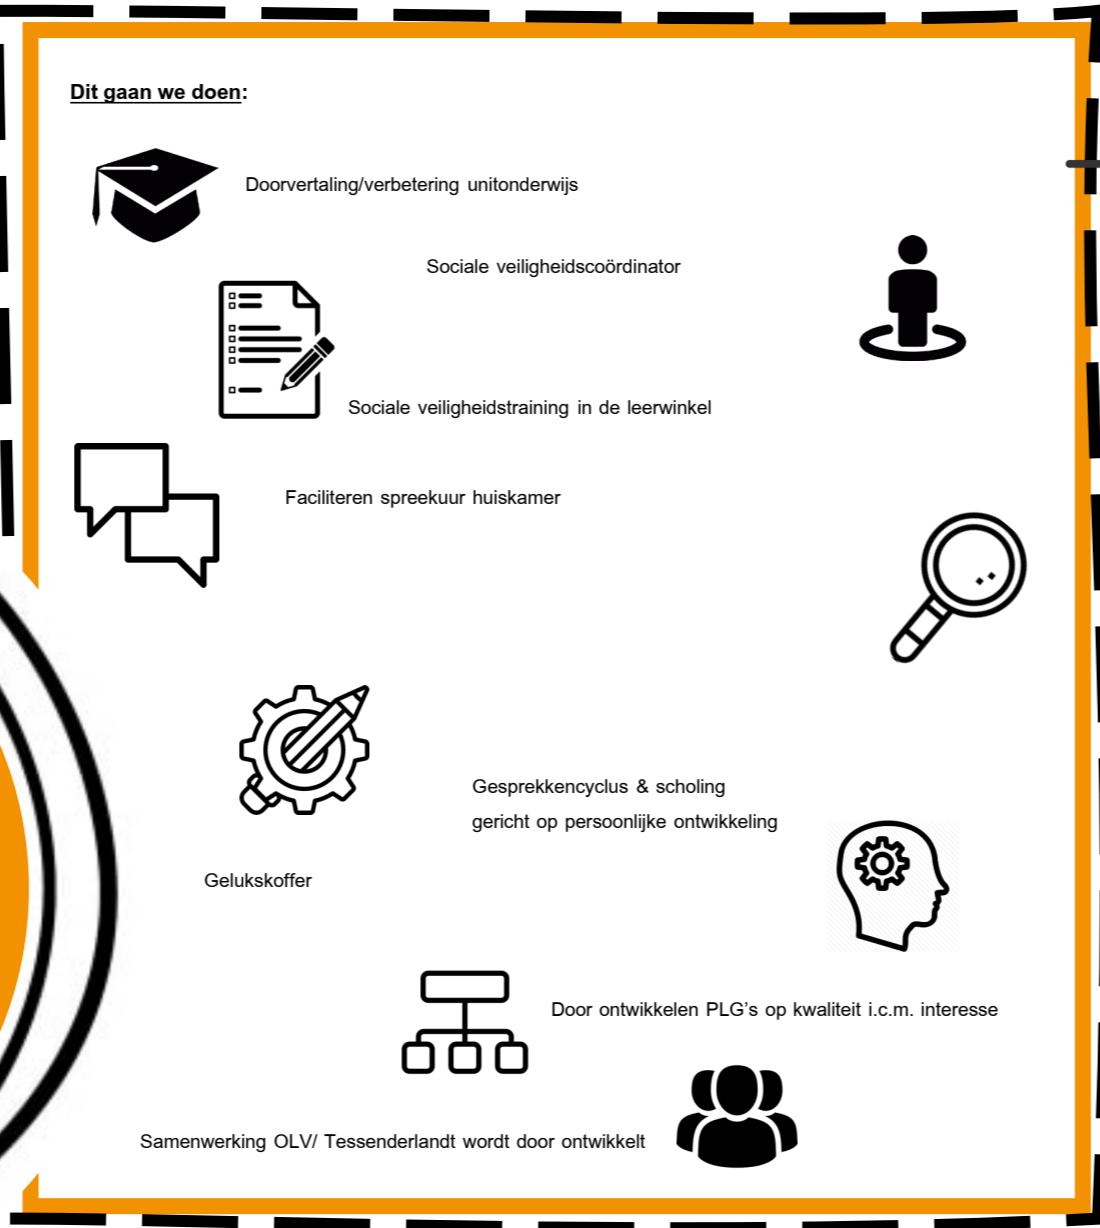 Dit gaan we doen:
Doorvertaling/verbetering unitonderwijs
Sociale veiligheidscoördinator
Sociale veiligheidstraining in de leerwinkel
Faciliteren spreekuur huiskamer
Gesprekkencyclus & scholing
gericht op persoonlijke ontwikkeling
Gelukskoffer
Door ontwikkelen PLG’s op kwaliteit i.c.m. interesse
Samenwerking OLV/ Tessenderlandt wordt door ontwikkelt